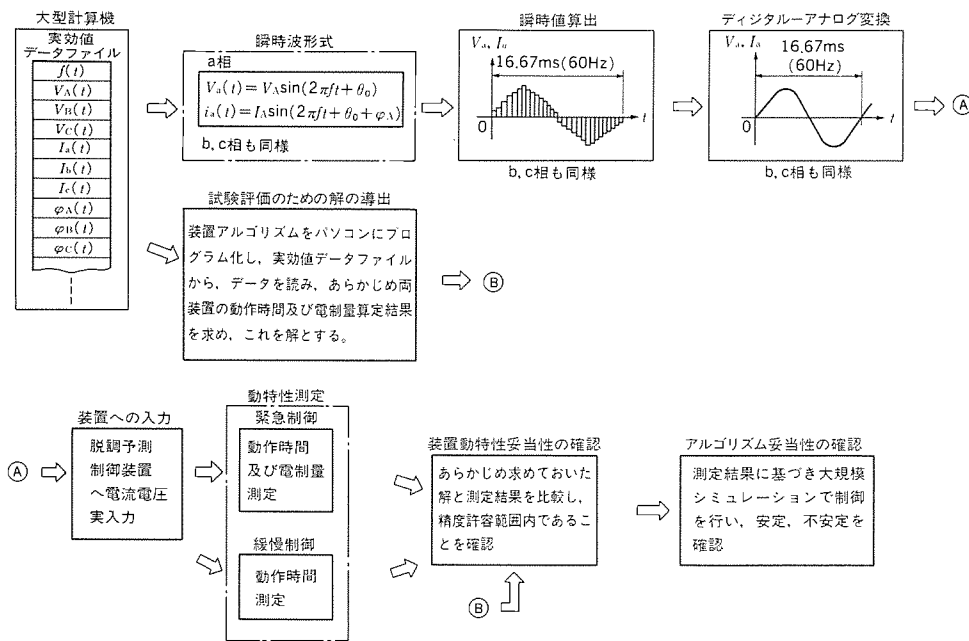 大型計算機
実効値
データファイル
f(t)
VA(t)
VB(t)
VC(t)
Ia(t)
Ib(t)
Ic(t)
φA(t)
φB(t)
φC(t)
瞬時波形式
a相
Va(t)=VAsin(2πft+θ0)
ia(t)=IAsin(2πft+θ0+φA)
b,c相も同様
瞬時値算出
Va, Ia
16.67ms(60Hz)
0
t
b,c相も同様
ディジタルーアナログ変換
Va, Ia
16.67ms
(60Hz)
0
t
b,c相も同様
A
試験評価のための解の導出
装置アルゴリズムをパソコンにプロ
グラム化し，実効値データファイル
から，データを読み，あらかじめ両
装置の動作時間及び電制量算定結果
を求め，これを解とする。
B
A
装置への入力
脱調予測
制御装置
へ電流電圧
実入力
動特性測定
緊急制御
動作時間
及び電制量
測定
緩慢制御
動作時間
測定
装置動特性妥当性の確認
あらかじめ求めておいた
解と測定結果を比較し，
精度許容範囲内であるこ
とを確認
B
アルゴリズム妥当性の確認
測定結果に基づき大規模
シミュレーションで制御
を行い，安定，不安定を
確認